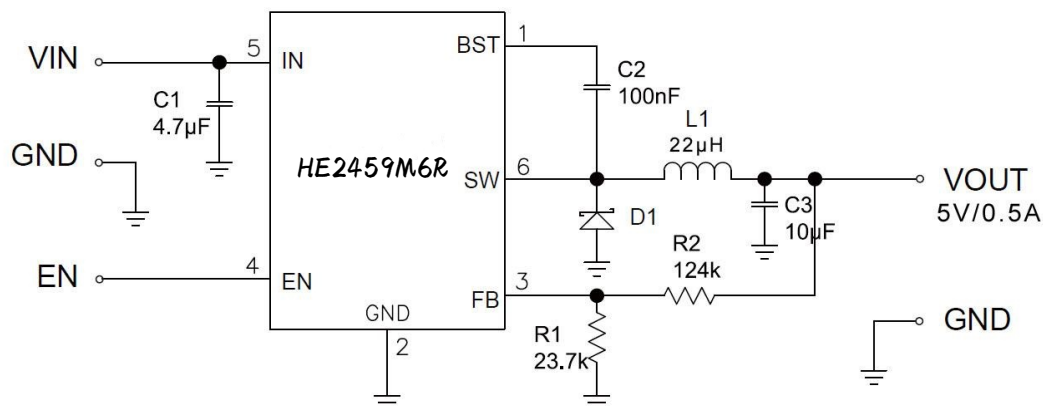 VIN
5
IN
C1
4.7µF
GND
EN
4
EN
HE2459M6R
GND
2
BST
1
C2
100nF
SW
6
L1
22µH
D1
C3
10µF
VOUT
5V/0.5A
R2
124k
FB
3
R1
23.7k
GND